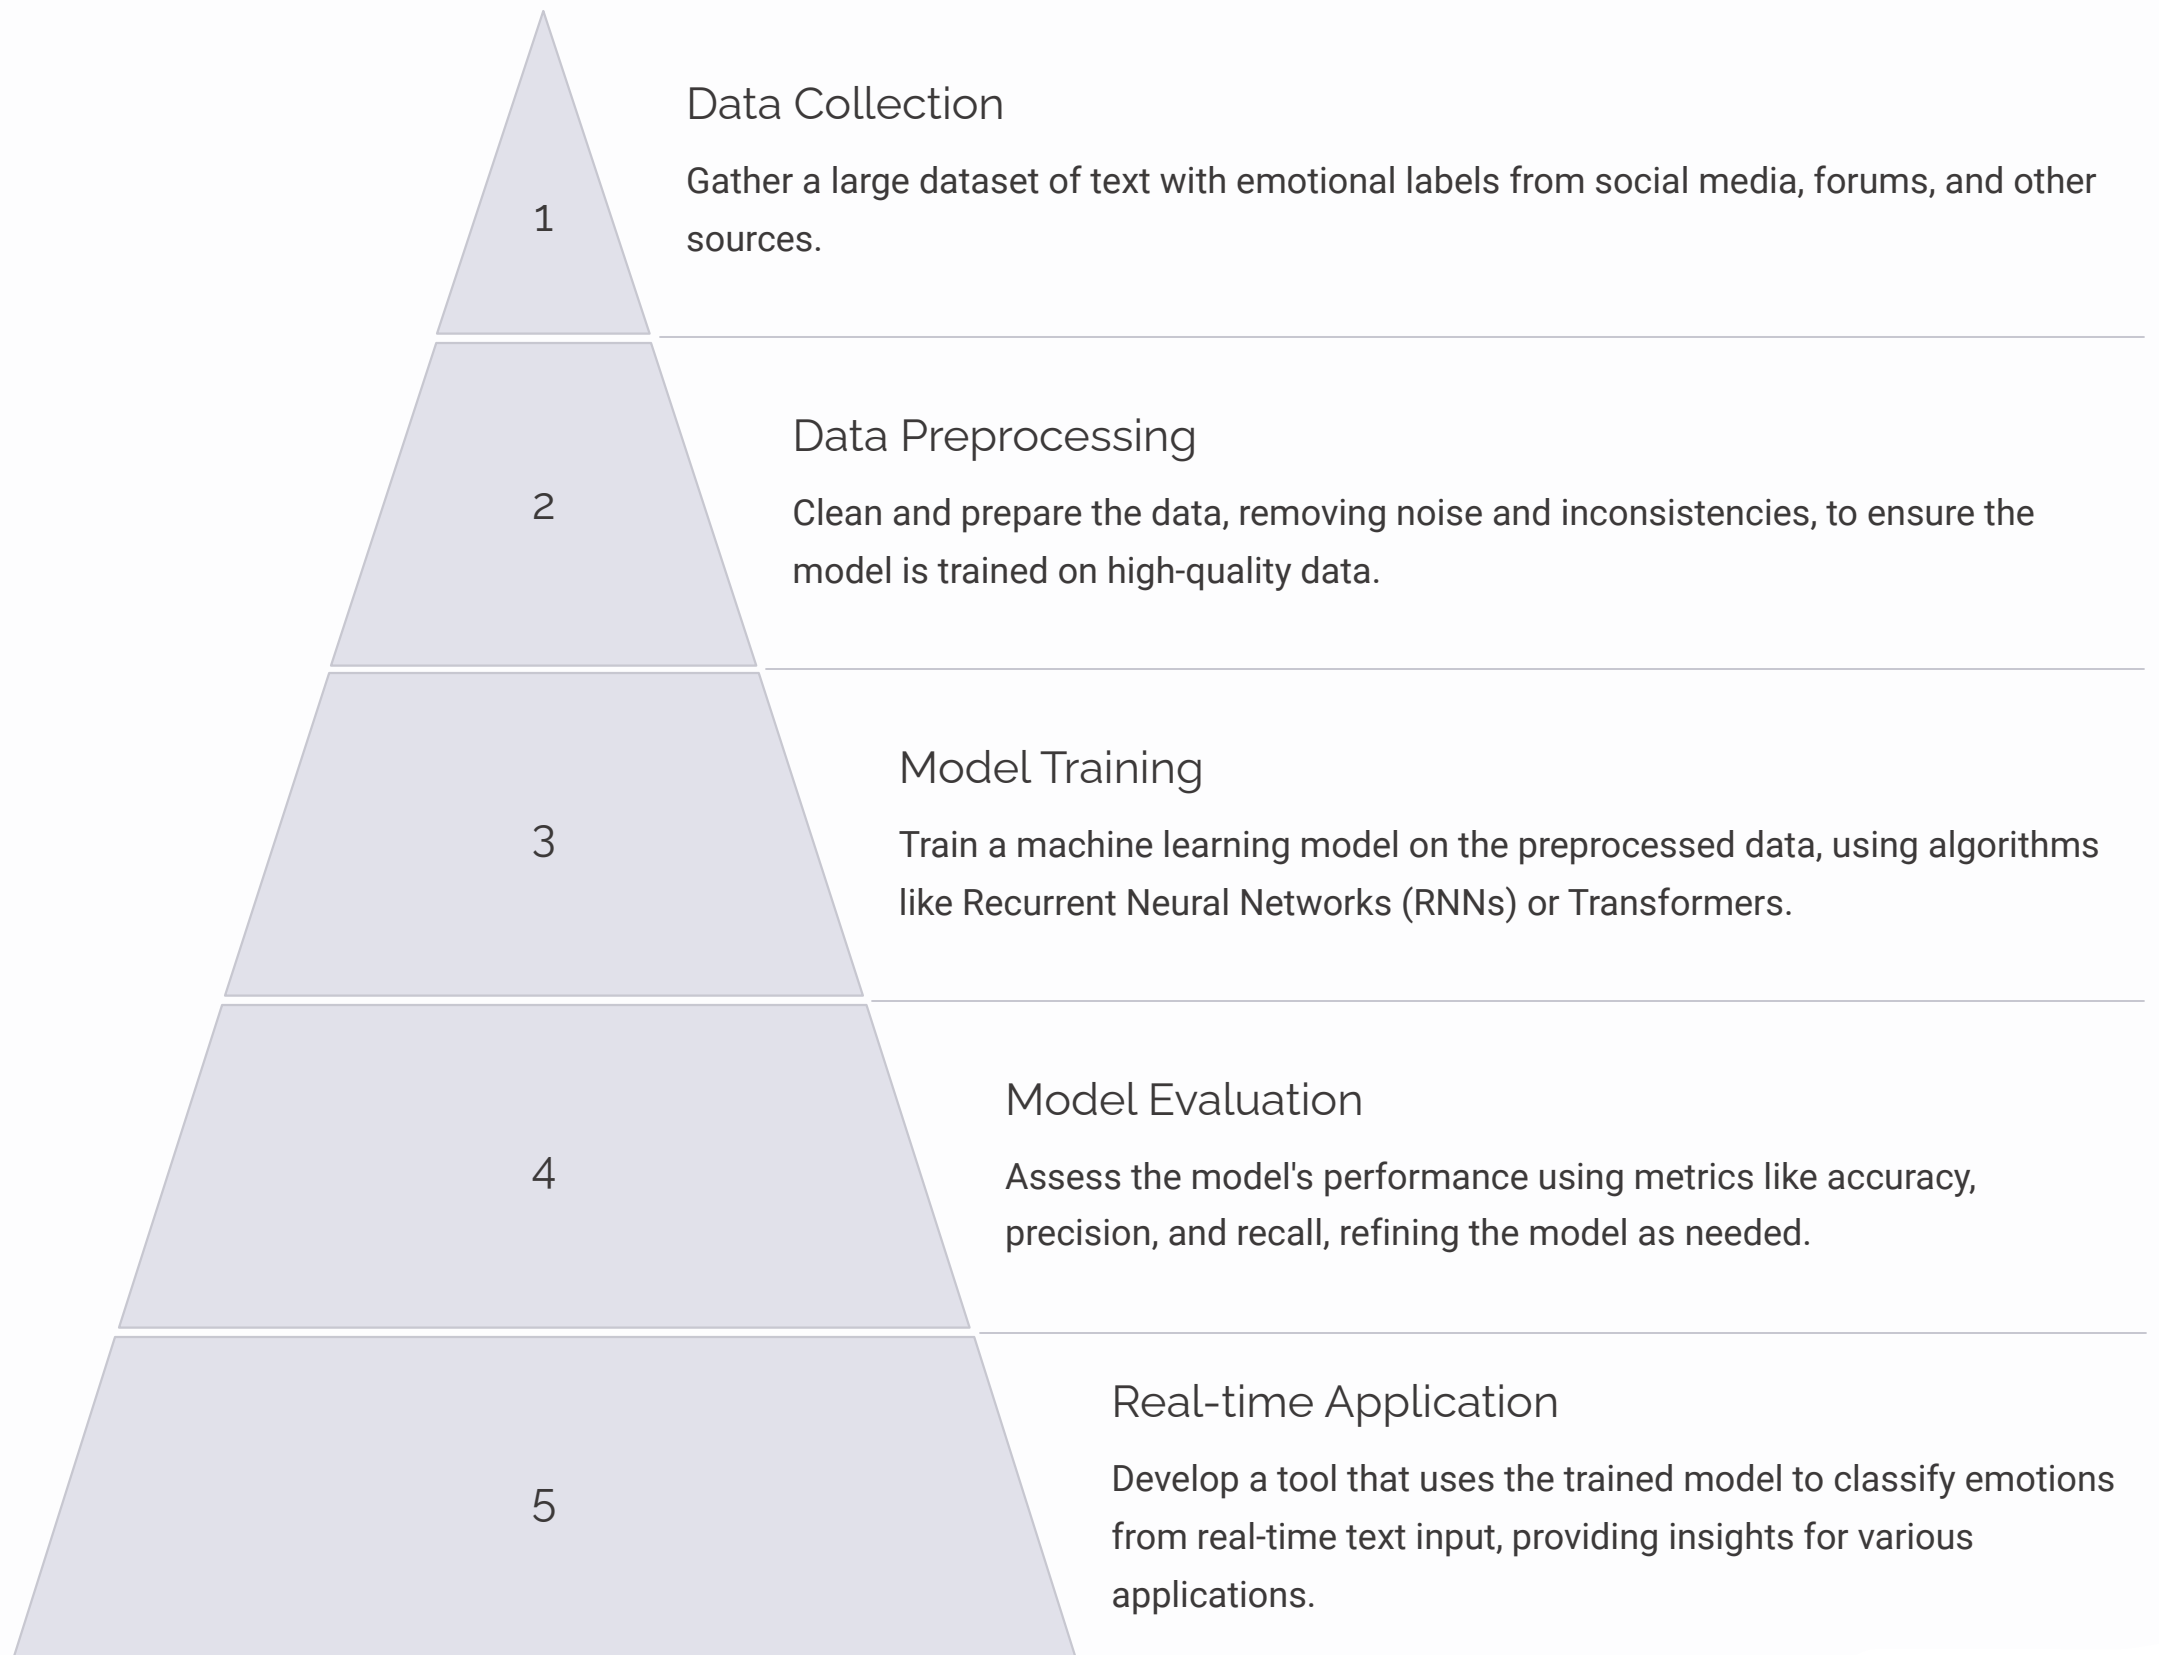 1
Data Collection
Gather a large dataset of text with emotional labels from social media, forums, and other
sources.
2
Data Preprocessing
Clean and prepare the data, removing noise and inconsistencies, to ensure the
model is trained on high-quality data.
3
Model Training
Train a machine learning model on the preprocessed data, using algorithms
like Recurrent Neural Networks (RNNs) or Transformers.
4
Model Evaluation
Assess the model's performance using metrics like accuracy,
precision, and recall, refining the model as needed.
5
Real-time Application
Develop a tool that uses the trained model to classify emotions
from real-time text input, providing insights for various
applications.